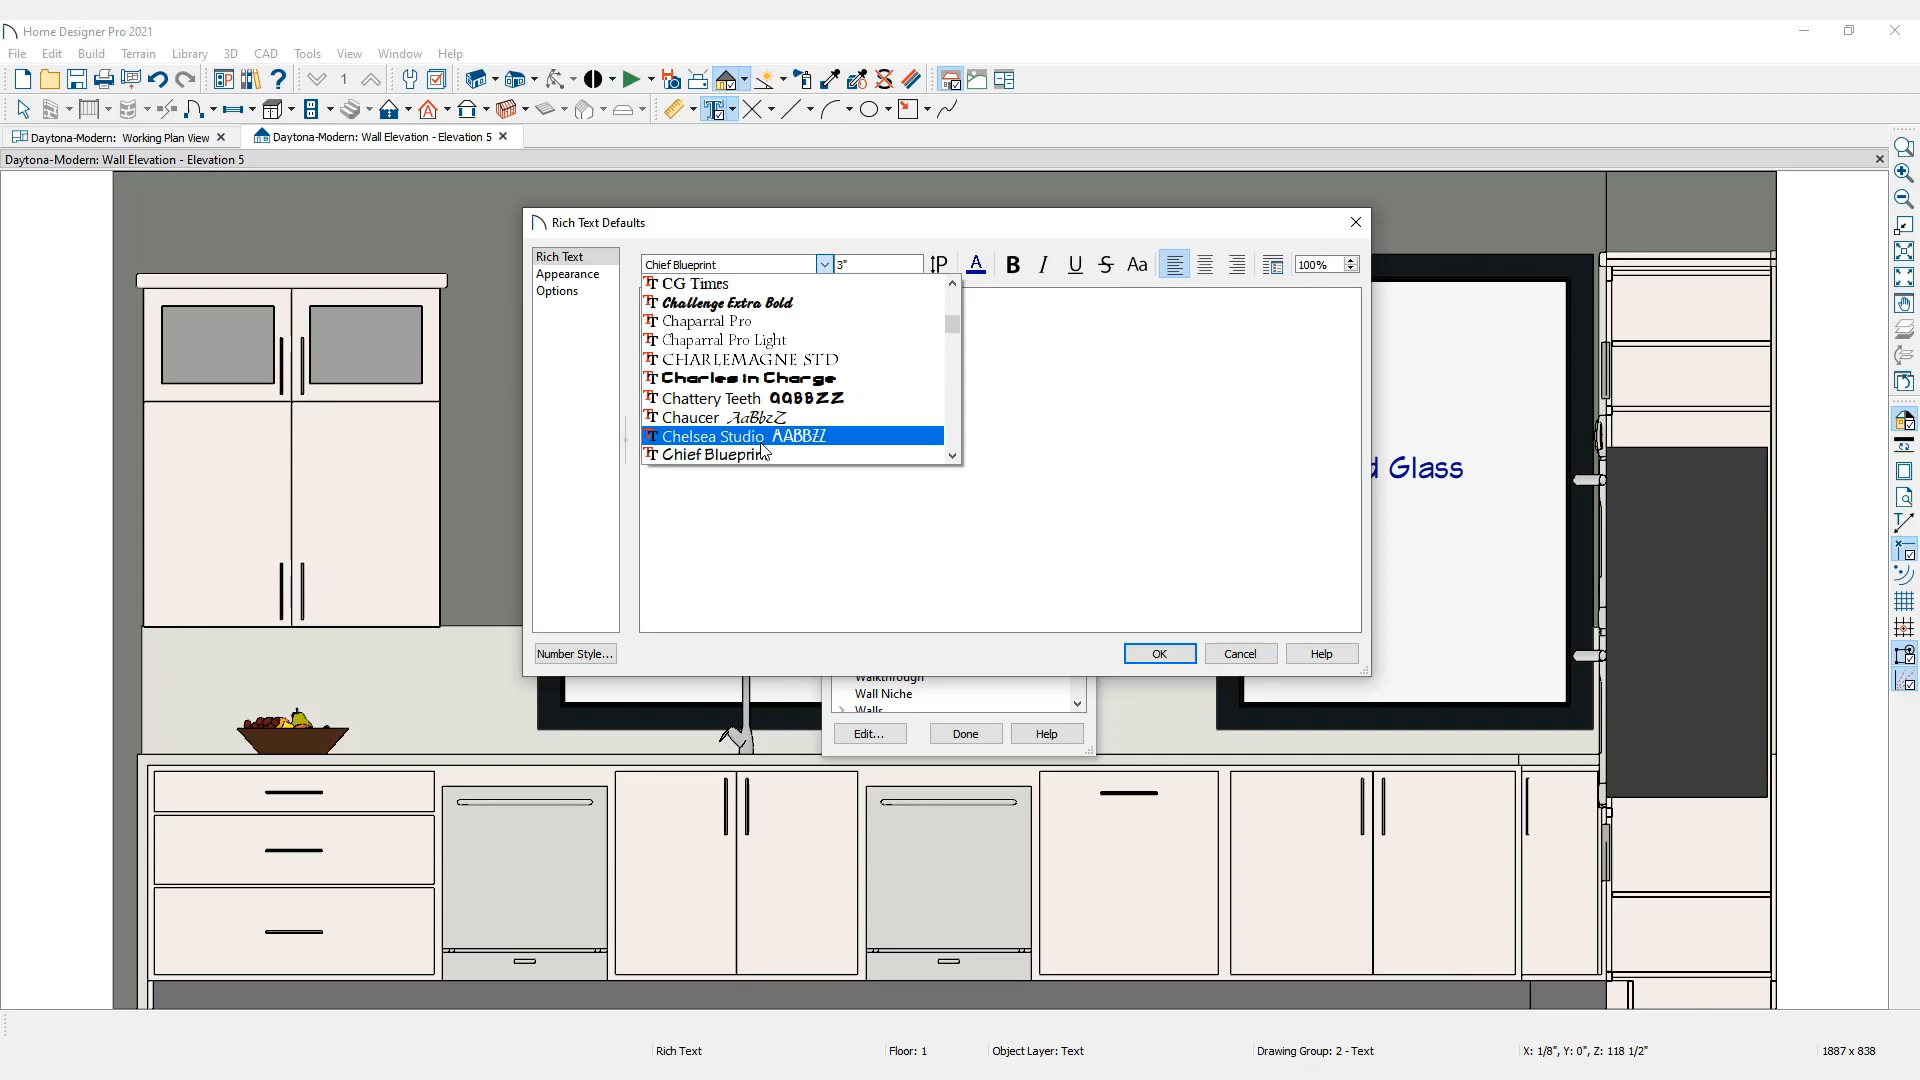 Home Designer Pro 2021
File Edit Build Terrain Library 3D CAD Tools View Window Help
1
Daytona-Modern: Working Plan View
Daytona-Modern: Wall Elevation - Elevation 5
Daytona-Modern: Wall Elevation - Elevation 5
Rich Text Defaults
Rich Text
Appearance
Options
Chief Blueprint
3"
A B I U S Aa
100%
CG Times
Challenge Extra Bold
Chaparral Pro
Chaparral Pro Light
CHARLEMAGNE STD
Charles in Charge
Chattery Teeth AABBZZ
Chaucer AaBbzZ
Chelsea Studio AABBZZ
Chief Blueprint
d Glass
Number Style...
OK
Cancel
Help
Walkthrough
Wall Niche
Walls
Edit...
Done
Help
Rich Text
Floor: 1
Object Layer: Text
Drawing Group: 2 - Text
X: 1/8", Y: 0", Z: 118 1/2"
1887 x 838